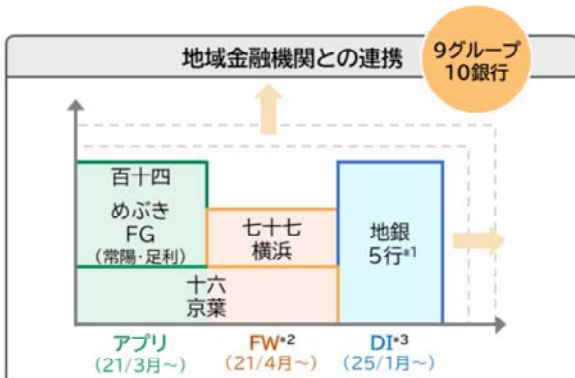 地域金融機関との連携
9グループ
10銀行
百十四
めぶき
FG
(常陽・足利)
七十七
横浜
地銀
5行*1
十六
京葉
アプリ
(21/3月~)
FW*2
(21/4月~)
DI*3
(25/1月~)